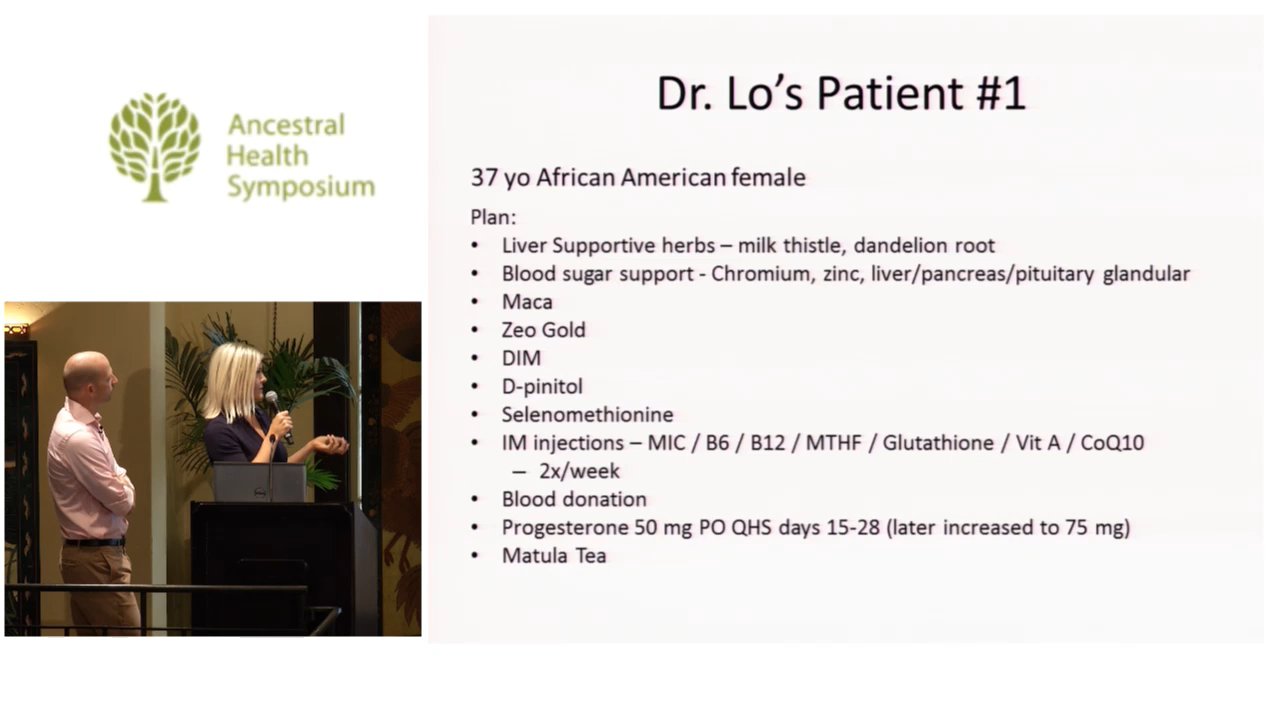 Ancestral
Health
Symposium
Dr. Lo's Patient #1
37 yo African American female
Plan:
• Liver Supportive herbs – milk thistle, dandelion root
• Blood sugar support - Chromium, zinc, liver/pancreas/pituitary glandular
• Maca
• Zeo Gold
• DIM
• D-pinitol
• Selenomethionine
• IM injections – MIC / B6 / B12 / MTHF / Glutathione / Vit A / CoQ10
– 2x/week
• Blood donation
• Progesterone 50 mg PO QHS days 15-28 (later increased to 75 mg)
• Matula Tea